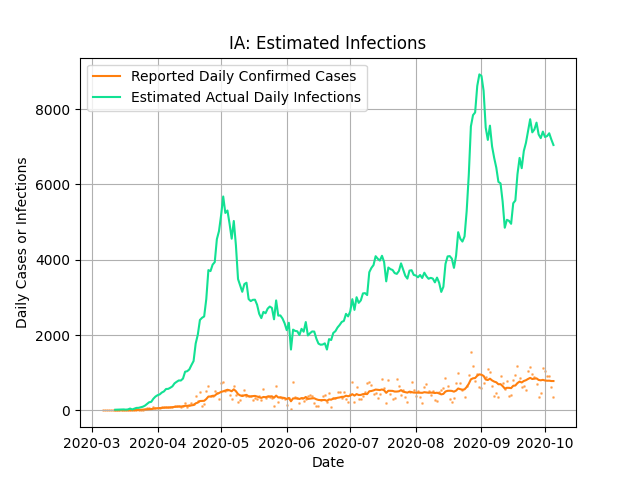 IA: Estimated Infections
Reported Daily Confirmed Cases
Estimated Actual Daily Infections
Daily Cases or Infections
8000
6000
4000
2000
0
2020-03 2020-04 2020-05 2020-06 2020-07 2020-08 2020-09 2020-10
Date